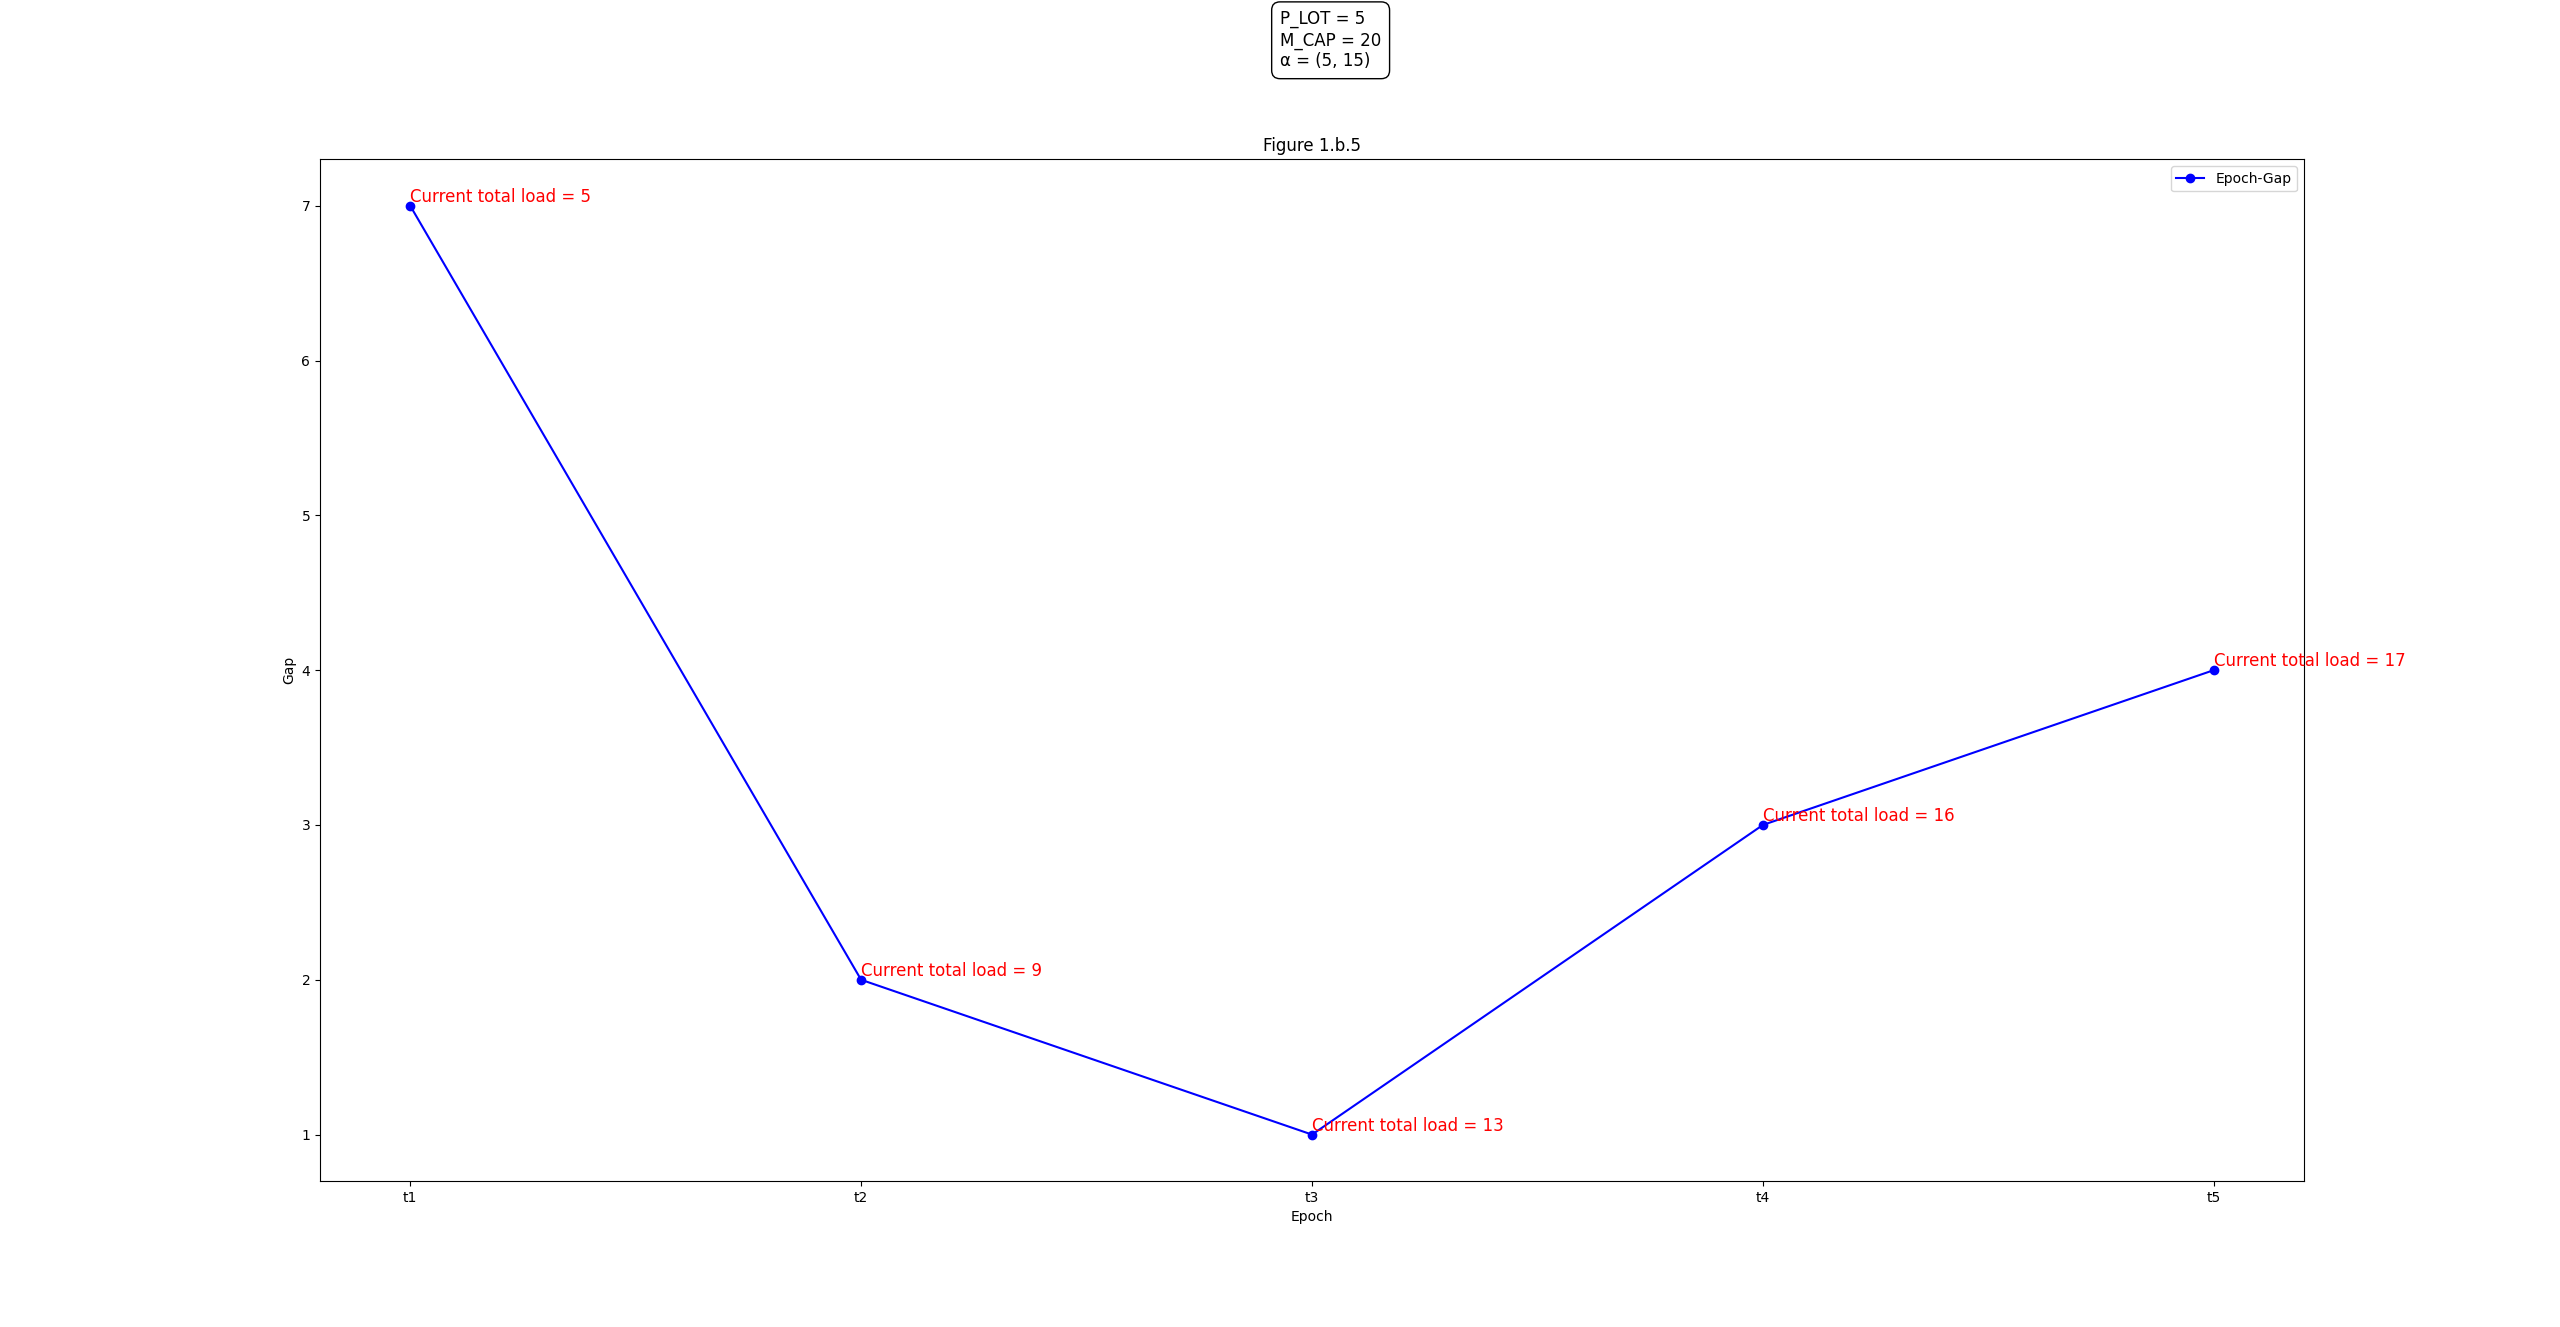 P_LOT = 5
M_CAP = 20
α = (5, 15)
Figure 1.b.5
Epoch-Gap
Current total load = 5
7
6
5
Current total load = 17
4
Gap
Current total load = 16
3
Current total load = 9
2
Current total load = 13
1
t1
t2
t3
t4
t5
Epoch